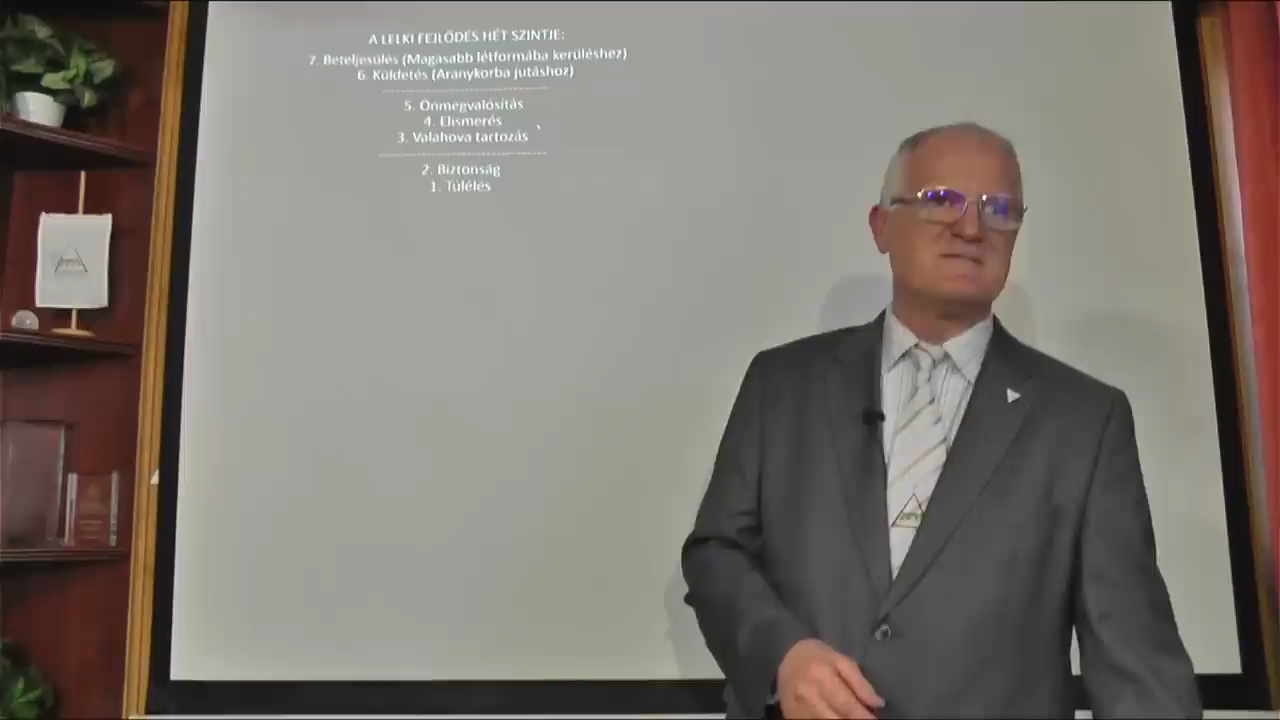 A LELKI FEJLŐDÉS HÉT SZINTJE:
7. Beteljesülés (Magasabb létformába kerüléshez)
6. Küldetés (Aranykorba jutáshoz)
5. Önmegvalósítás
4. Elismerés
3. Valahova tartozás
2. Biztonság
1. Túlélés